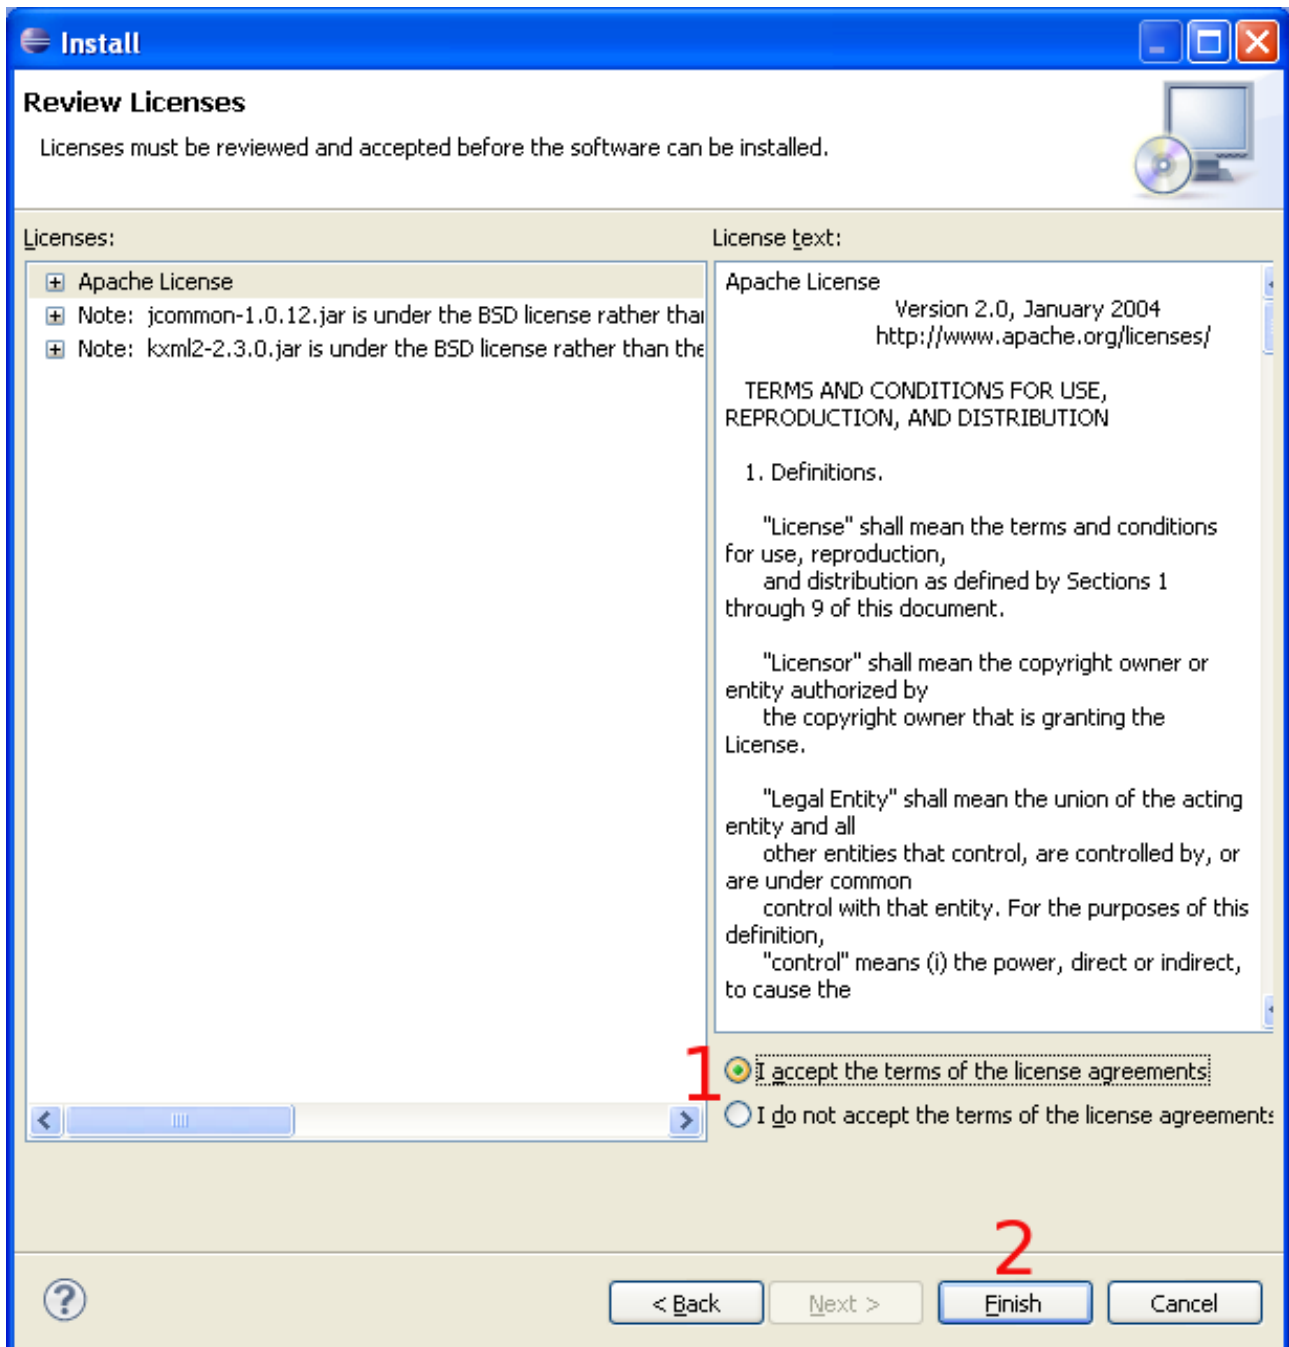 Install
Review Licenses
Licenses must be reviewed and accepted before the software can be installed.
Licenses:
Apache License
Note: jcommon-1.0.12.jar is under the BSD license rather than
Note: kxml2-2.3.0.jar is under the BSD license rather than the
License text:
Apache License
Version 2.0, January 2004
http://www.apache.org/licenses/
TERMS AND CONDITIONS FOR USE,
REPRODUCTION, AND DISTRIBUTION
1. Definitions.
"License" shall mean the terms and conditions
for use, reproduction,
and distribution as defined by Sections 1
through 9 of this document.
"Licensor" shall mean the copyright owner or
entity authorized by
the copyright owner that is granting the
License.
"Legal Entity" shall mean the union of the acting
entity and all
other entities that control, are controlled by, or
are under common
control with that entity. For the purposes of this
definition,
"control" means (i) the power, direct or indirect,
to cause the
1
I accept the terms of the license agreements
I do not accept the terms of the license agreements
2
?
< Back
Next >
Finish
Cancel